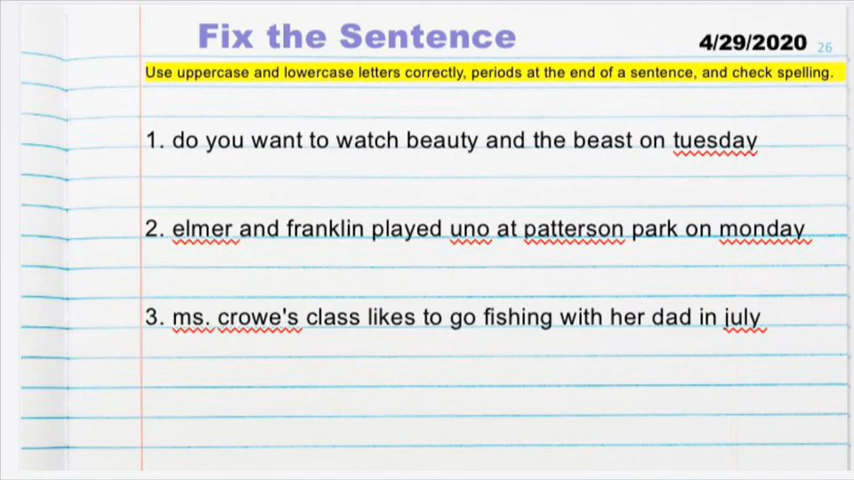 Fix the Sentence
4/29/2020 26
Use uppercase and lowercase letters correctly, periods at the end of a sentence, and check spelling.
1. do you want to watch beauty and the beast on tuesday
2. elmer and franklin played uno at patterson park on monday
3. ms. crowe's class likes to go fishing with her dad in july